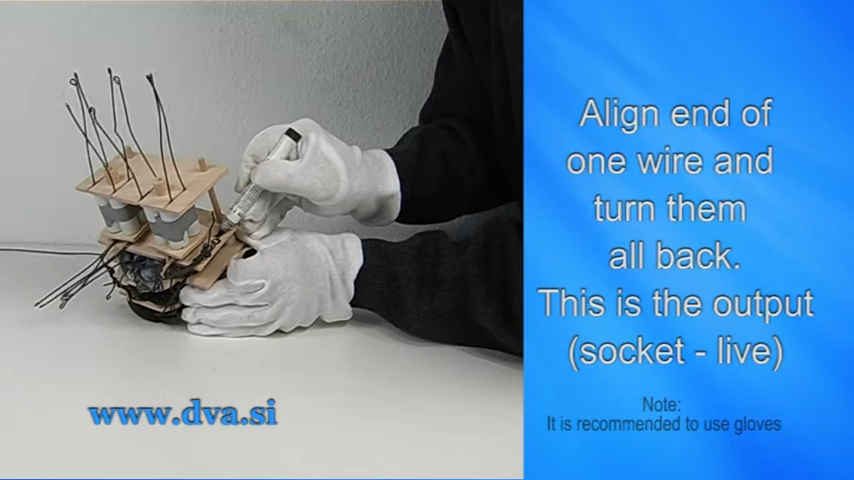 Align end of
one wire and
turn them
all back.
This is the output
(socket - live)
Note:
It is recommended to use gloves
www.dva.si